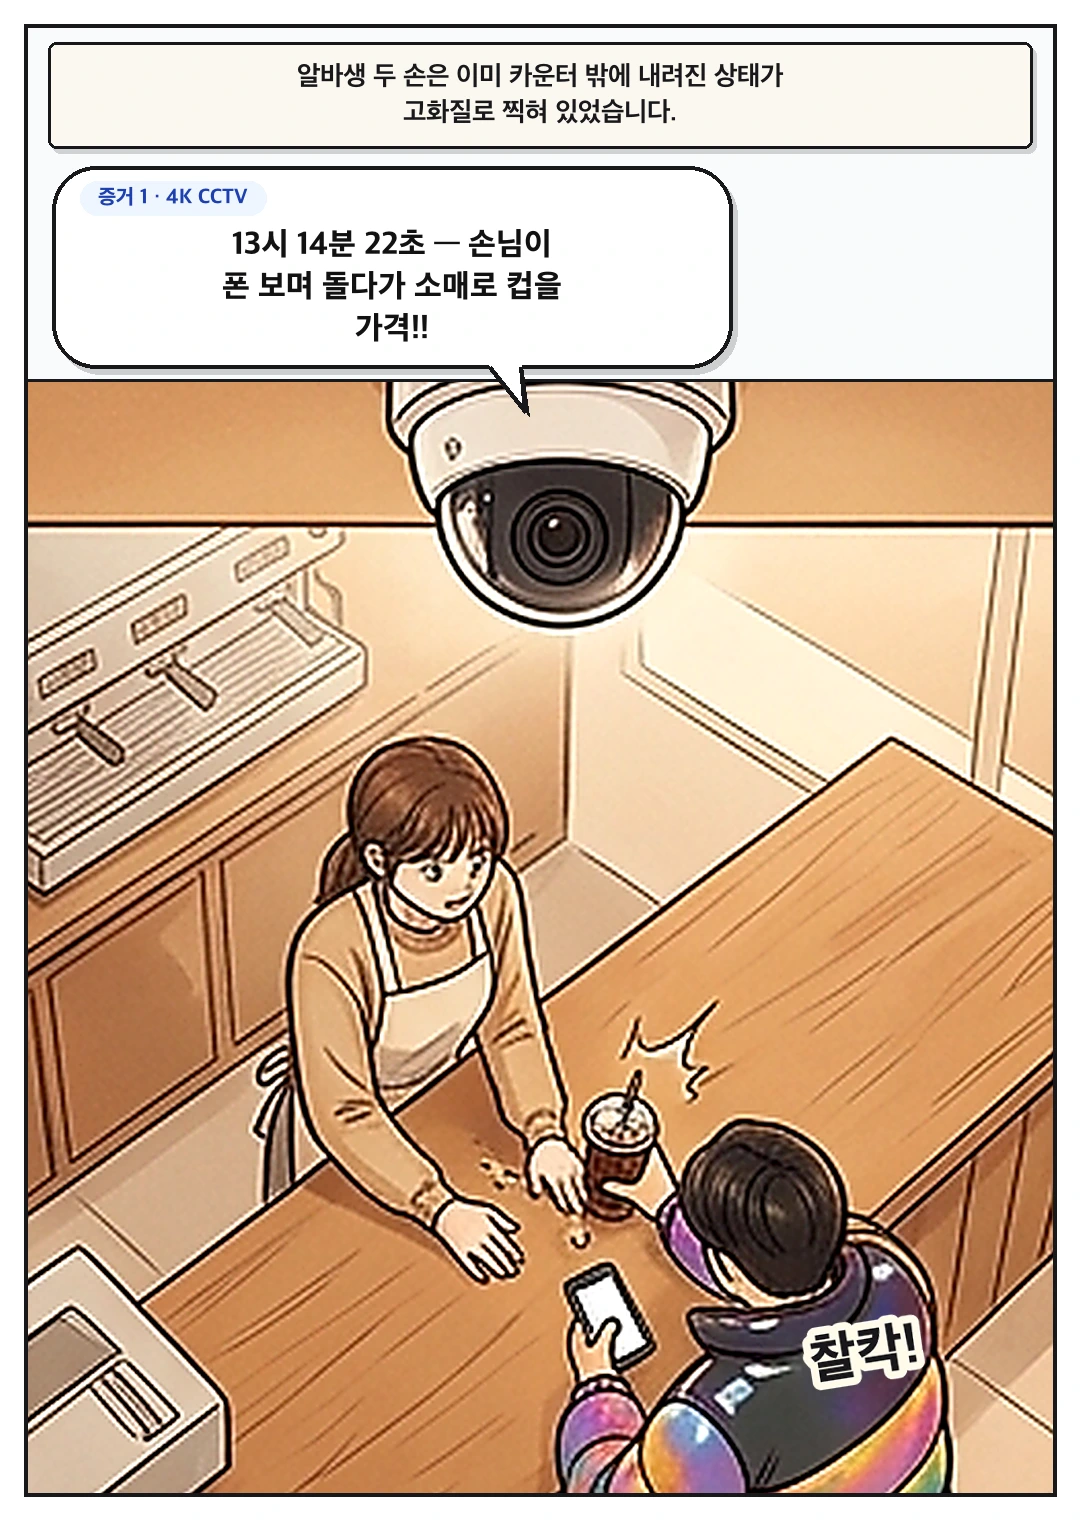 알바생 두 손은 이미 카운터 밖에 내려진 상태가
고화질로 찍혀 있었습니다.
증거 1 · 4K CCTV
13시 14분 22초 — 손님이
폰 보며 돌다가 소매로 컵을
가격!!
찰칵!